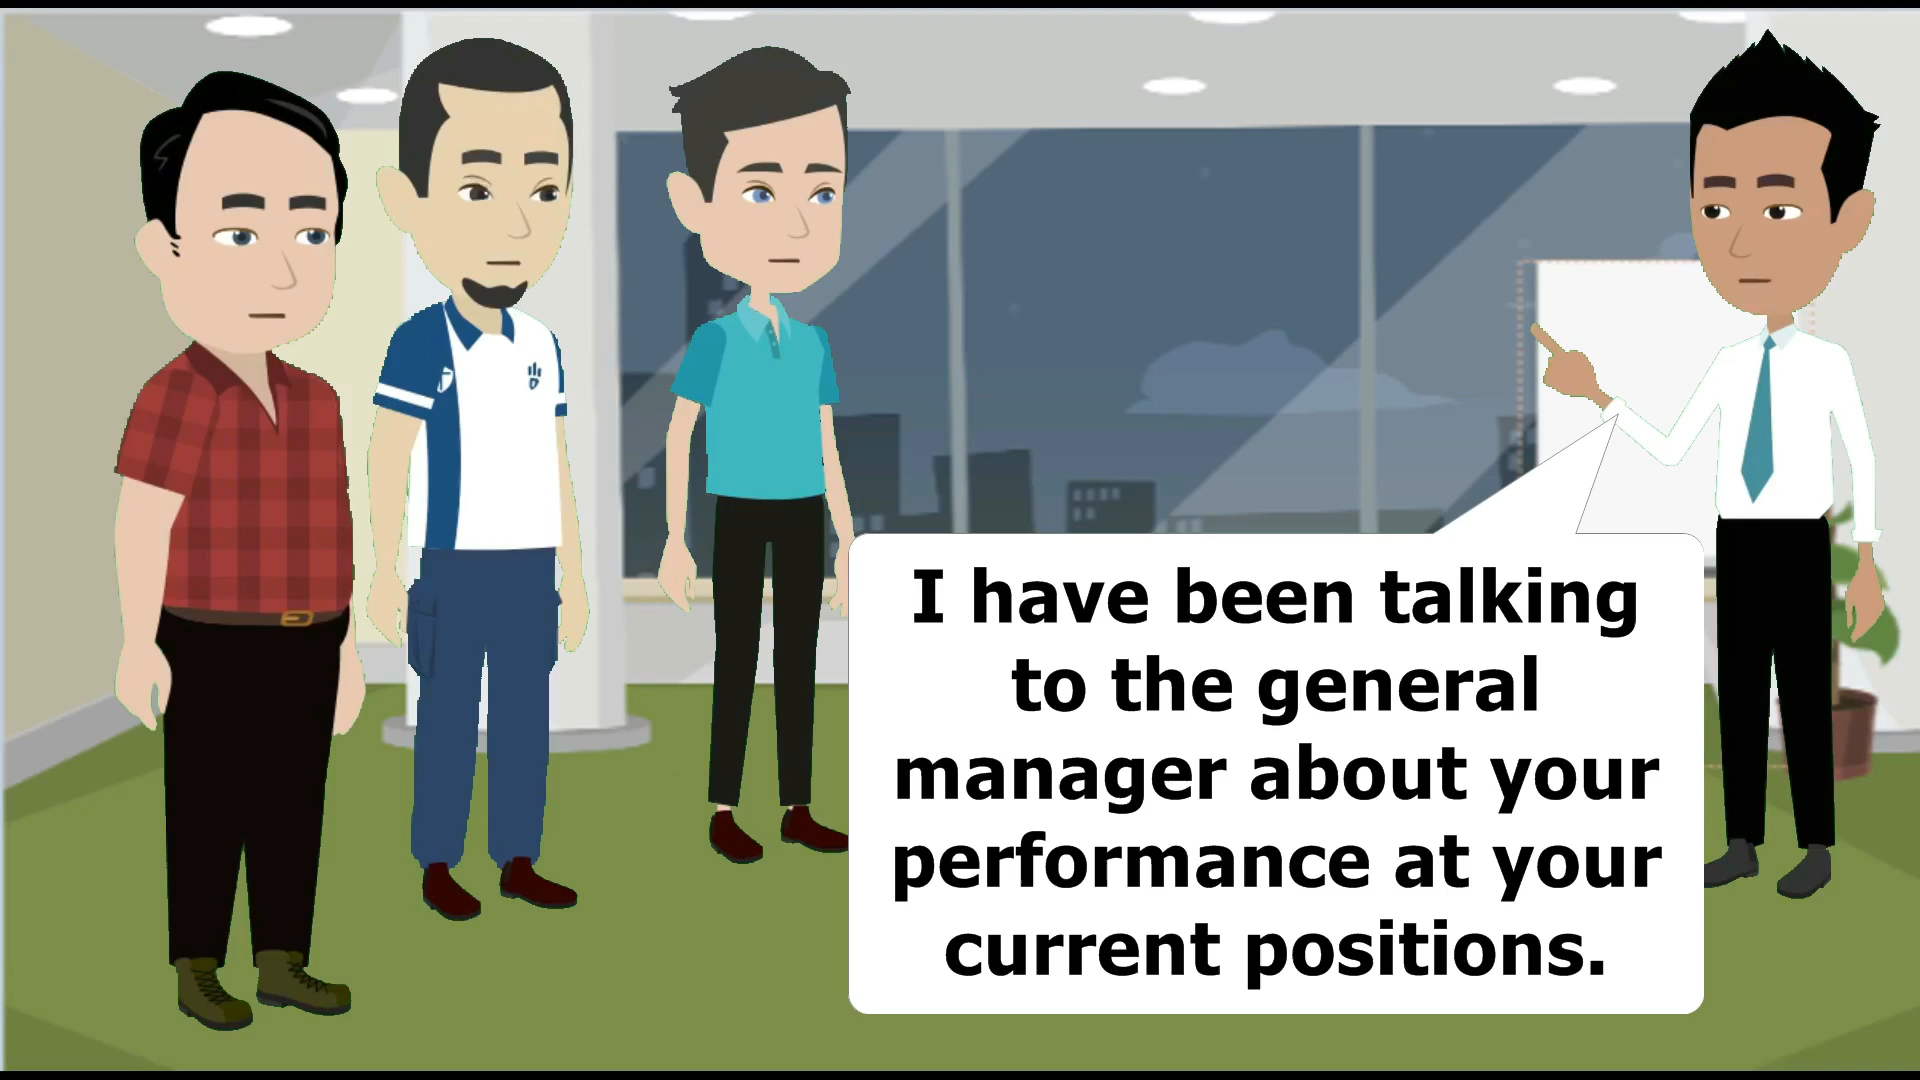 I have been talking
to the general
manager about your
performance at your
current positions.